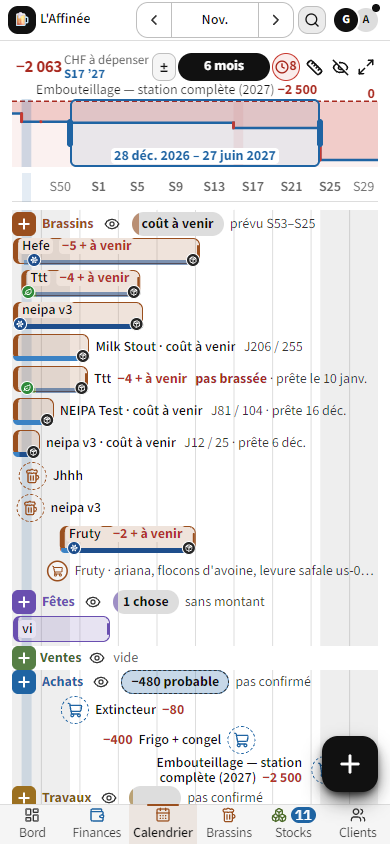 L'Affinée
Nov.
G
A
−2 063 CHF à dépenser
S17 ’27
±
6 mois
8
Embouteillage — station complète (2027) −2 500
0
28 déc. 2026 – 27 juin 2027
S50 S1 S5 S9 S13 S17 S21 S25 S29
Brassins coût à venir prévu S53–S25
Hefe −5 + à venir
Ttt −4 + à venir
neipa v3
Milk Stout · coût à venir J206 / 255
Ttt −4 + à venir pas brassée · prête le 10 janv.
NEIPA Test · coût à venir J81 / 104 · prête 16 déc.
neipa v3 · coût à venir J12 / 25 · prête 6 déc.
Jhhh
neipa v3
Fruty −2 + à venir
Fruty · ariana, flocons d'avoine, levure safale us-0…
Fêtes 1 chose sans montant
vi
Ventes vide
Achats −480 probable pas confirmé
Extincteur −80
−400 Frigo + congel
Embouteillage — station
complète (2027) −2 500
Travaux à venir pas confirmé
Bord
Finances
Calendrier
Brassins
Stocks 11
Clients